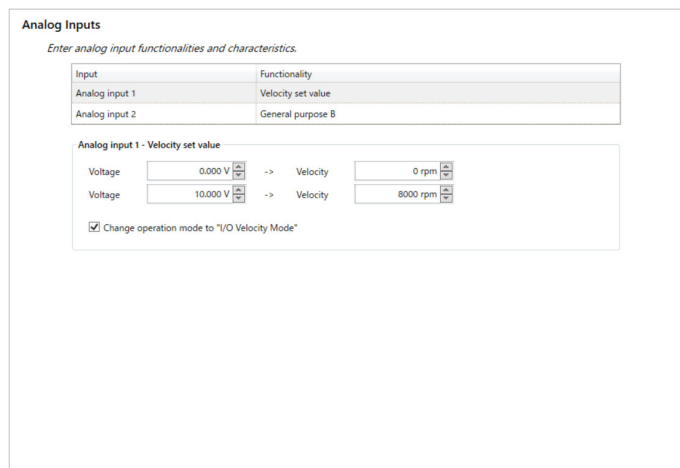 Analog Inputs
Enter analog input functionalities and characteristics.
Input Functionality
Analog input 1 Velocity set value
Analog input 2 General purpose B
Analog input 1 - Velocity set value
Voltage 0.000 V -> Velocity 0 rpm
Voltage 10.000 V -> Velocity 8000 rpm
Change operation mode to "I/O Velocity Mode"